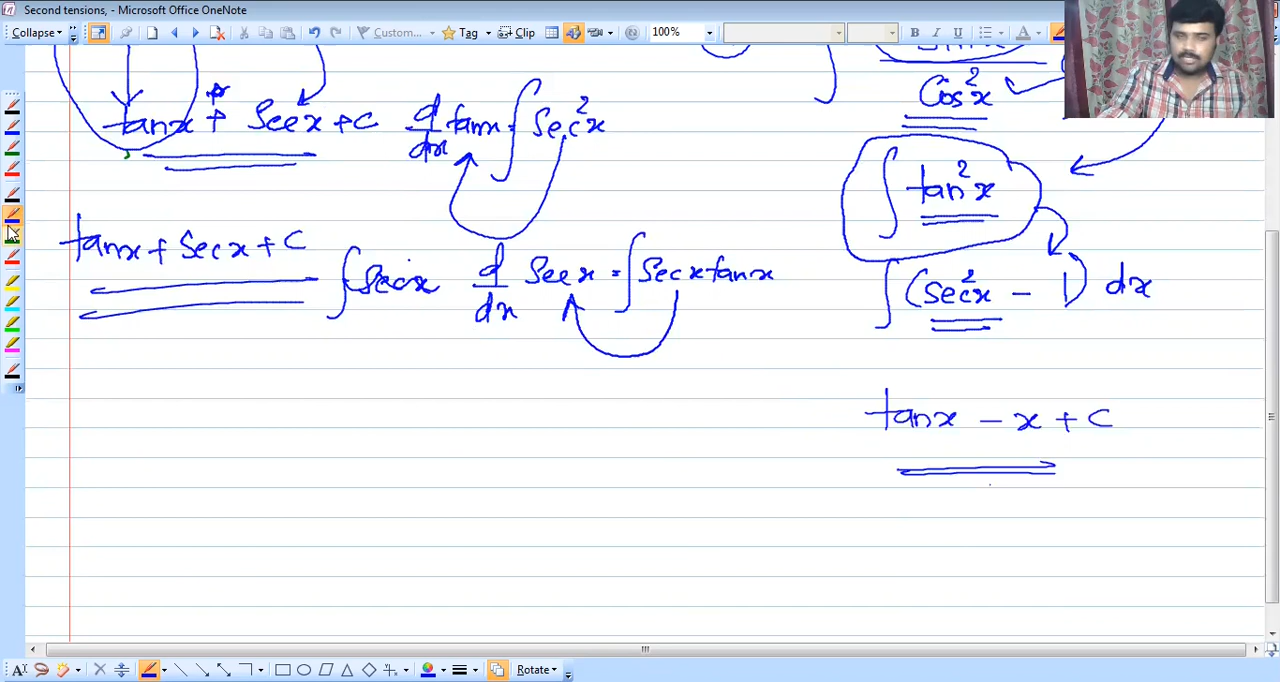 Second tensions, - Microsoft Office OneNote
Collapse Custom... Tag Clip 100% B I U A
Cos²x
tanx + Secx + C d/dx tanx = ∫ Sec²x
∫ tan²x
tanx + Secx + C ∫ Secx d/dx Secx = ∫ Secx tanx
∫ (sec²x - 1) dx
tanx - x + C
Rotate